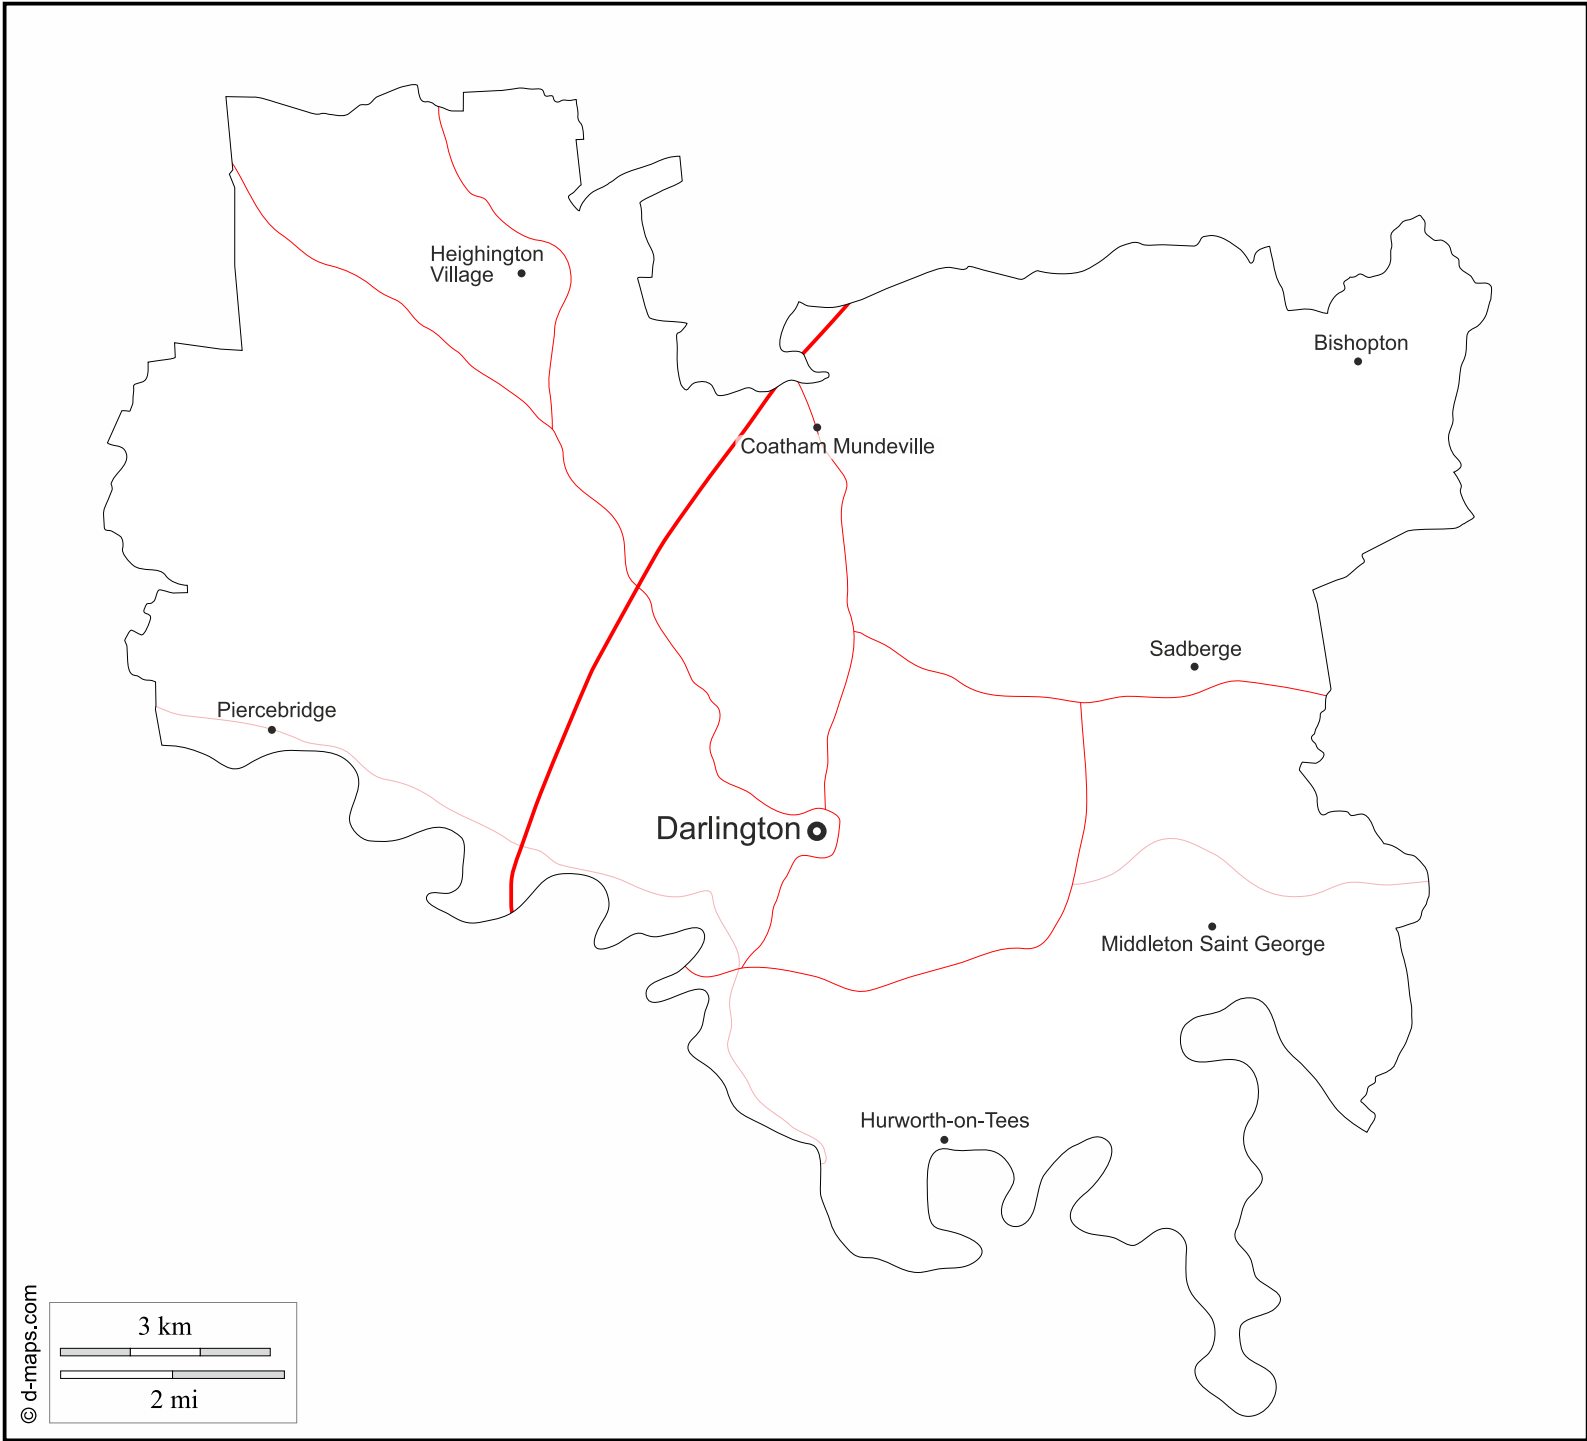 Heighington
Village
Bishopton
Coatham Mundeville
Sadberge
Piercebridge
Darlington
Middleton Saint George
Hurworth-on-Tees
3 km
2 mi
© d-maps.com